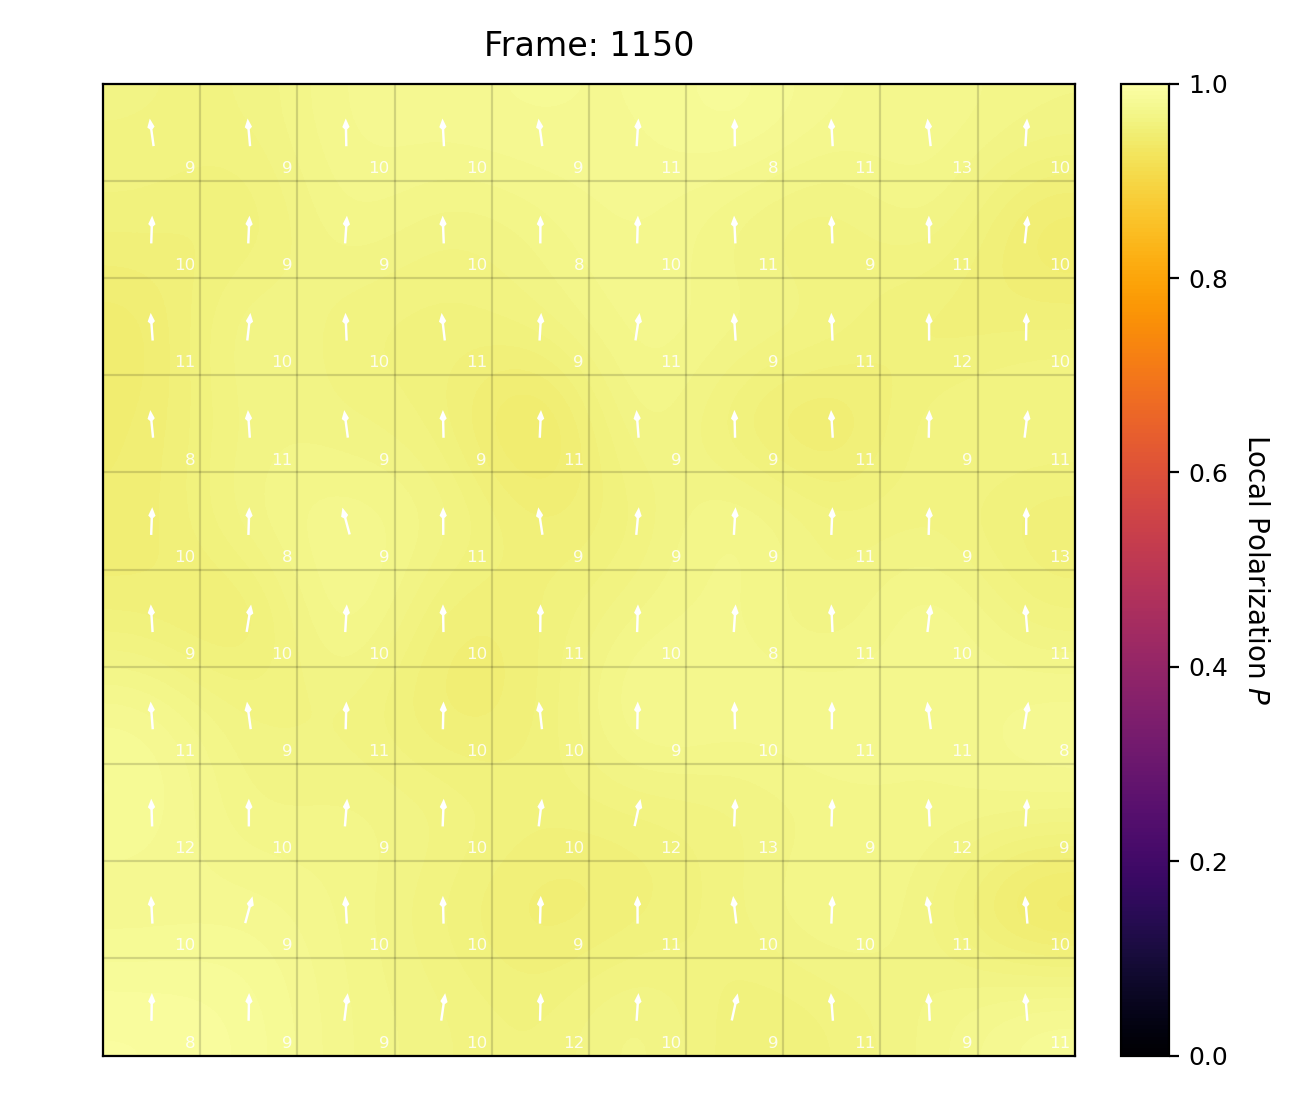 Frame: 1150
9 9 10 10 9 11 8 11 13 10
10 9 9 10 8 10 11 9 11 10
11 10 10 11 9 11 9 11 12 10
8 11 9 9 11 9 9 11 9 11
10 8 9 11 9 9 9 11 9 13
9 10 10 10 11 10 8 11 10 11
11 9 11 10 10 9 10 11 11 8
12 10 9 10 10 12 13 9 12 9
10 9 10 10 9 11 10 10 11 10
8 9 9 10 12 10 9 11 9 11
1.0
0.8
0.6
0.4
0.2
0.0
Local Polarization P